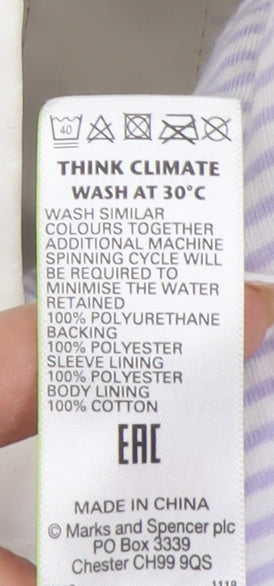 40
THINK CLIMATE
WASH AT 30°C
WASH SIMILAR
COLOURS TOGETHER
ADDITIONAL MACHINE
SPINNING CYCLE WILL
BE REQUIRED TO
MINIMISE THE WATER
RETAINED
100% POLYURETHANE
BACKING
100% POLYESTER
SLEEVE LINING
100% POLYESTER
BODY LINING
100% COTTON
EAC
MADE IN CHINA
© Marks and Spencer plc
PO Box 3339
Chester CH99 9QS